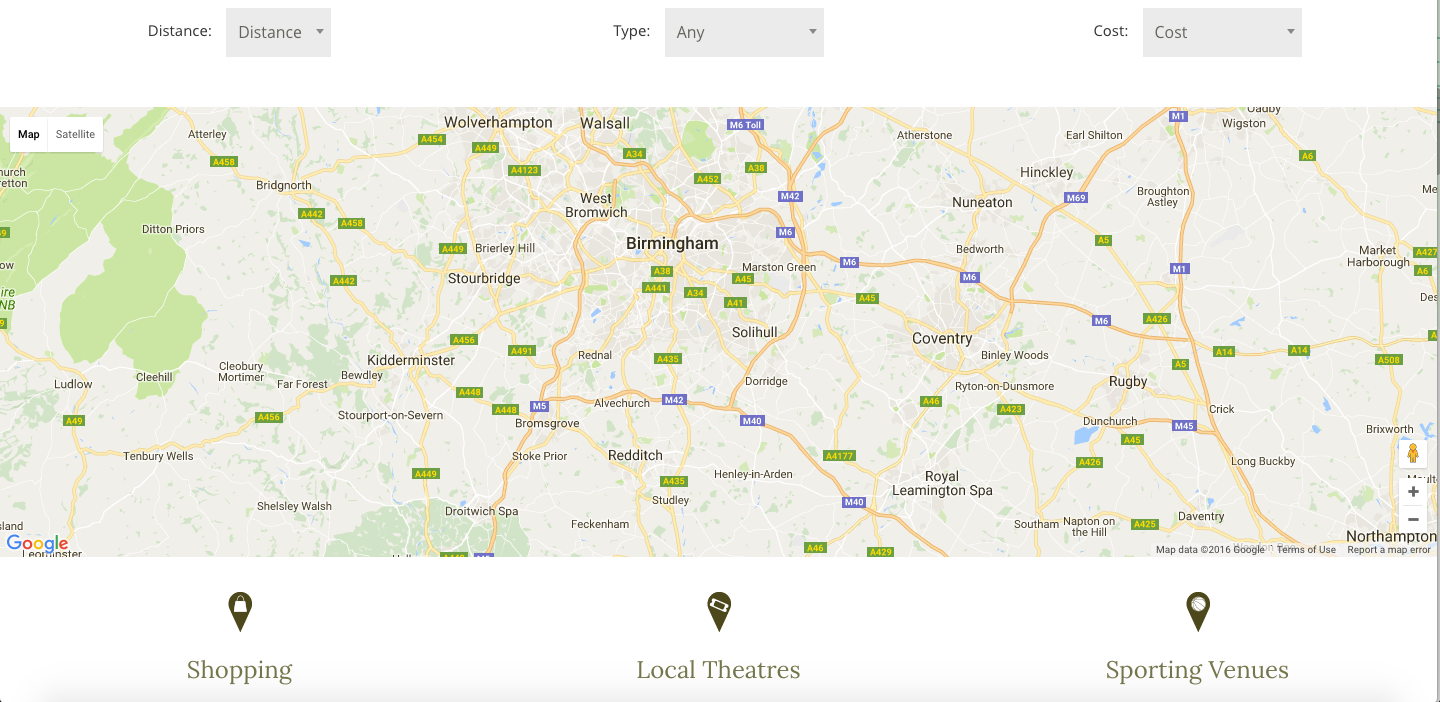 Distance: Distance
Type: Any
Cost: Cost
Map Satellite
Wolverhampton
Walsall
M6 Toll
M1
Wigston
Atterley
A454
A449
A34
Atherstone
Earl Shilton
A6
A458
A4123
A38
A452
Hinckley
Bridgnorth
M42
M69
Broughton
Astley
West
Bromwich
Nuneaton
A442
A458
Ditton Priors
M6
A5
Birmingham
Brierley Hill
A449
Bedworth
Market
Harborough
A427
Stourbridge
A38
Marston Green
M6
M1
A6
A442
A441
A34
A45
M6
A41
A45
NB
Solihull
M6
A426
Coventry
A456
A491
Rednal
A435
Binley Woods
A14
A14
A5
A508
Kidderminster
Cleobury
Mortimer
Bewdley
Cleehill
Far Forest
Ludlow
Dorridge
Ryton-on-Dunsmore
Rugby
A448
A448
M5
Alvechurch
M42
A46
A423
Crick
A49
A456
Stourport-on-Severn
Bromsgrove
M40
Dunchurch
M45
Brixworth
A45
Tenbury Wells
Stoke Prior
Redditch
A4177
A426
Long Buckby
A449
A435
Henley-in-Arden
Royal
Leamington Spa
Studley
M40
Shelsley Walsh
Droitwich Spa
Feckenham
Southam
Napton on
the Hill
A425
Daventry
Northampton
Google
Leominster
A46
A429
Map data ©2016 Google Terms of Use Report a map error
Shopping
Local Theatres
Sporting Venues